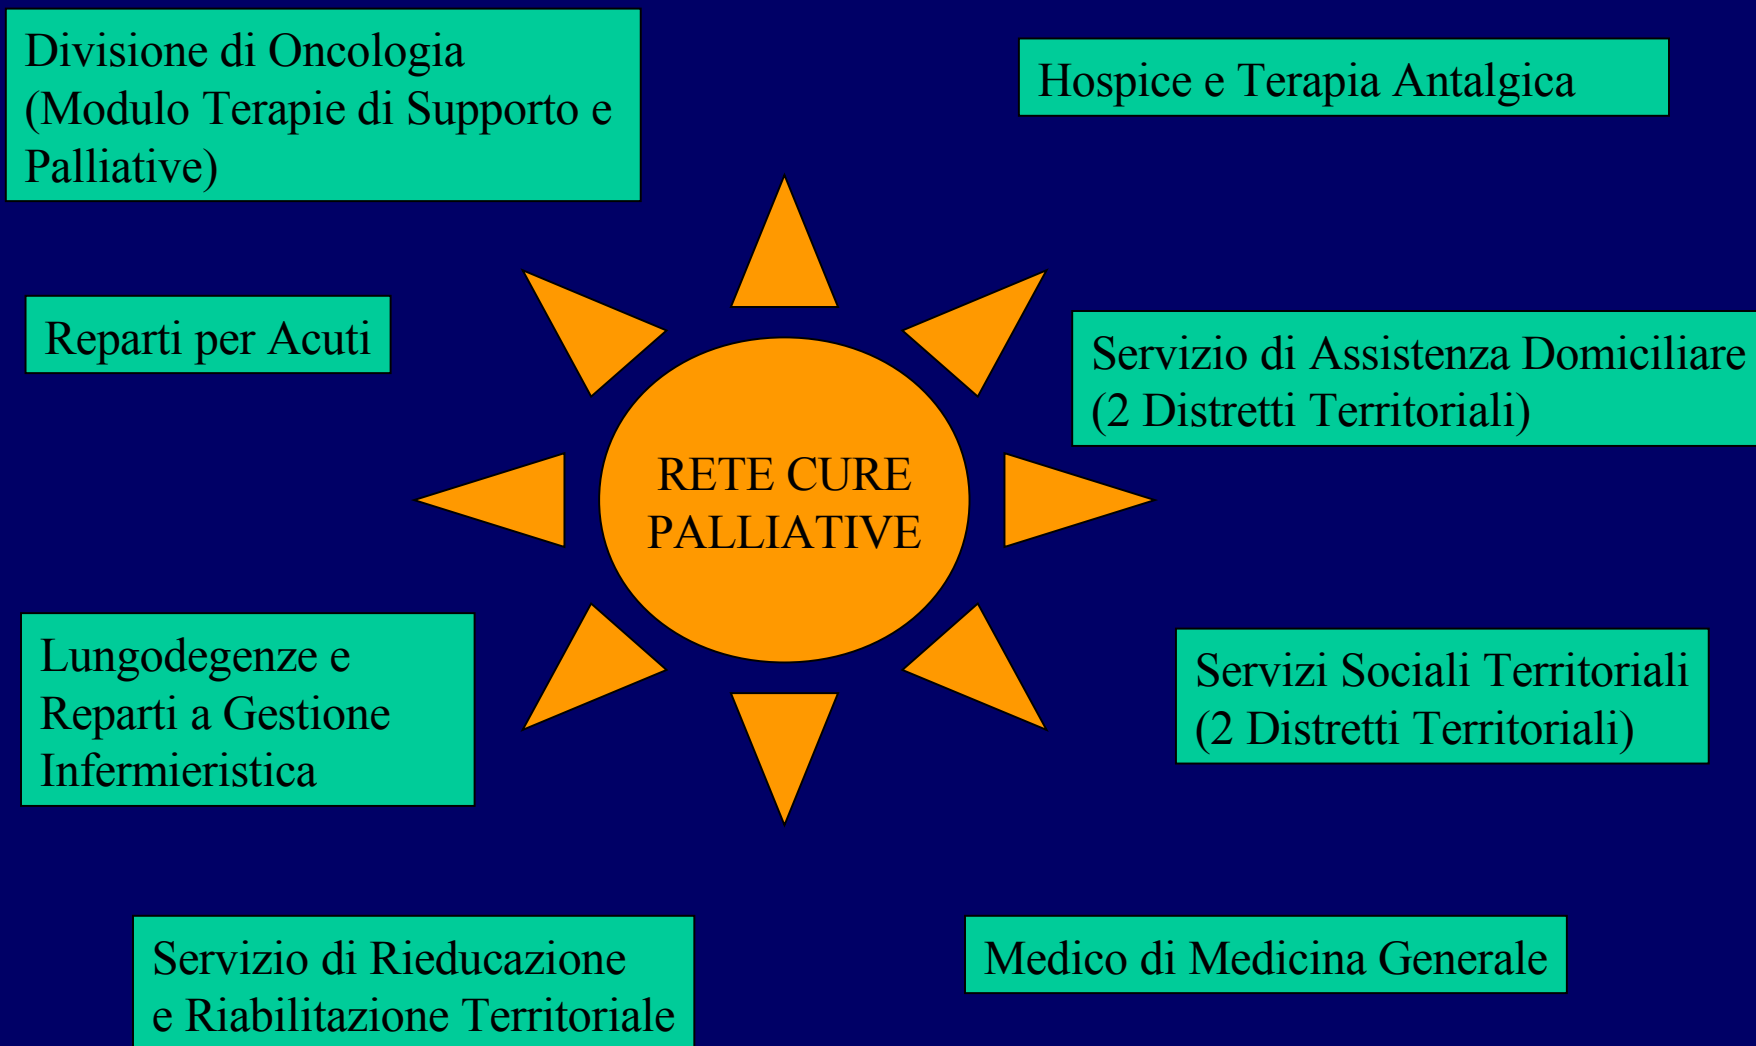 Divisione di Oncologia
(Modulo Terapie di Supporto e
Palliative)
Hospice e Terapia Antalgica
Reparti per Acuti
Servizio di Assistenza Domiciliare
(2 Distretti Territoriali)
RETE CURE
PALLIATIVE
Lungodegenze e
Reparti a Gestione
Infermieristica
Servizi Sociali Territoriali
(2 Distretti Territoriali)
Servizio di Rieducazione
e Riabilitazione Territoriale
Medico di Medicina Generale